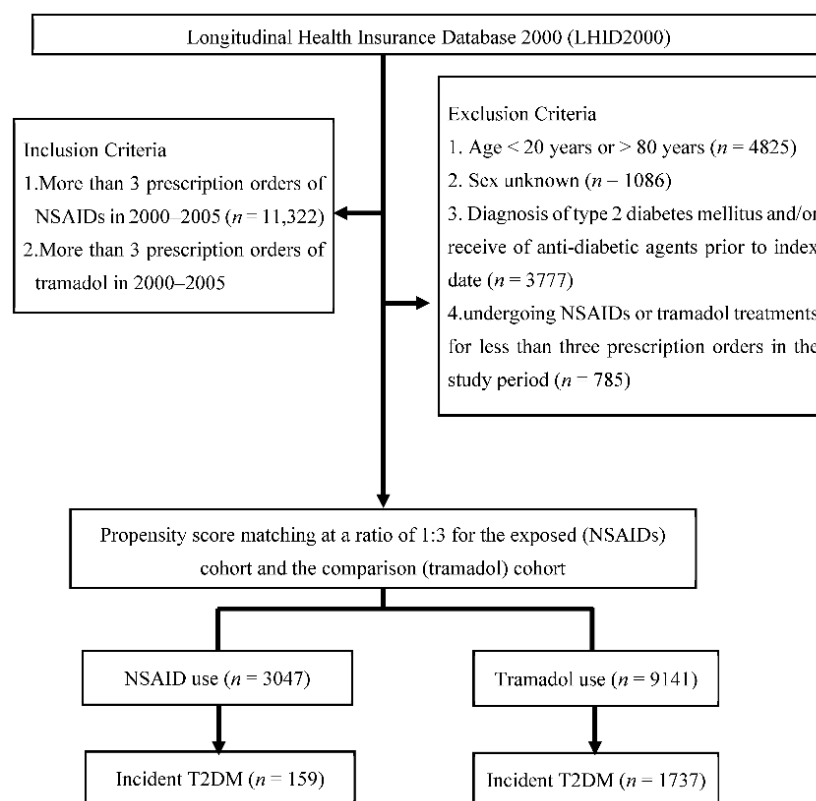 Longitudinal Health Insurance Database 2000 (LHID2000)
Inclusion Criteria
1.More than 3 prescription orders of
NSAIDs in 2000–2005 (n = 11,322)
2.More than 3 prescription orders of
tramadol in 2000–2005
Exclusion Criteria
1. Age < 20 years or > 80 years (n = 4825)
2. Sex unknown (n – 1086)
3. Diagnosis of type 2 diabetes mellitus and/or
receive of anti-diabetic agents prior to index
date (n = 3777)
4.undergoing NSAIDs or tramadol treatments
for less than three prescription orders in the
study period (n = 785)
Propensity score matching at a ratio of 1:3 for the exposed (NSAIDs)
cohort and the comparison (tramadol) cohort
NSAID use (n = 3047)
Tramadol use (n = 9141)
Incident T2DM (n = 159)
Incident T2DM (n = 1737)